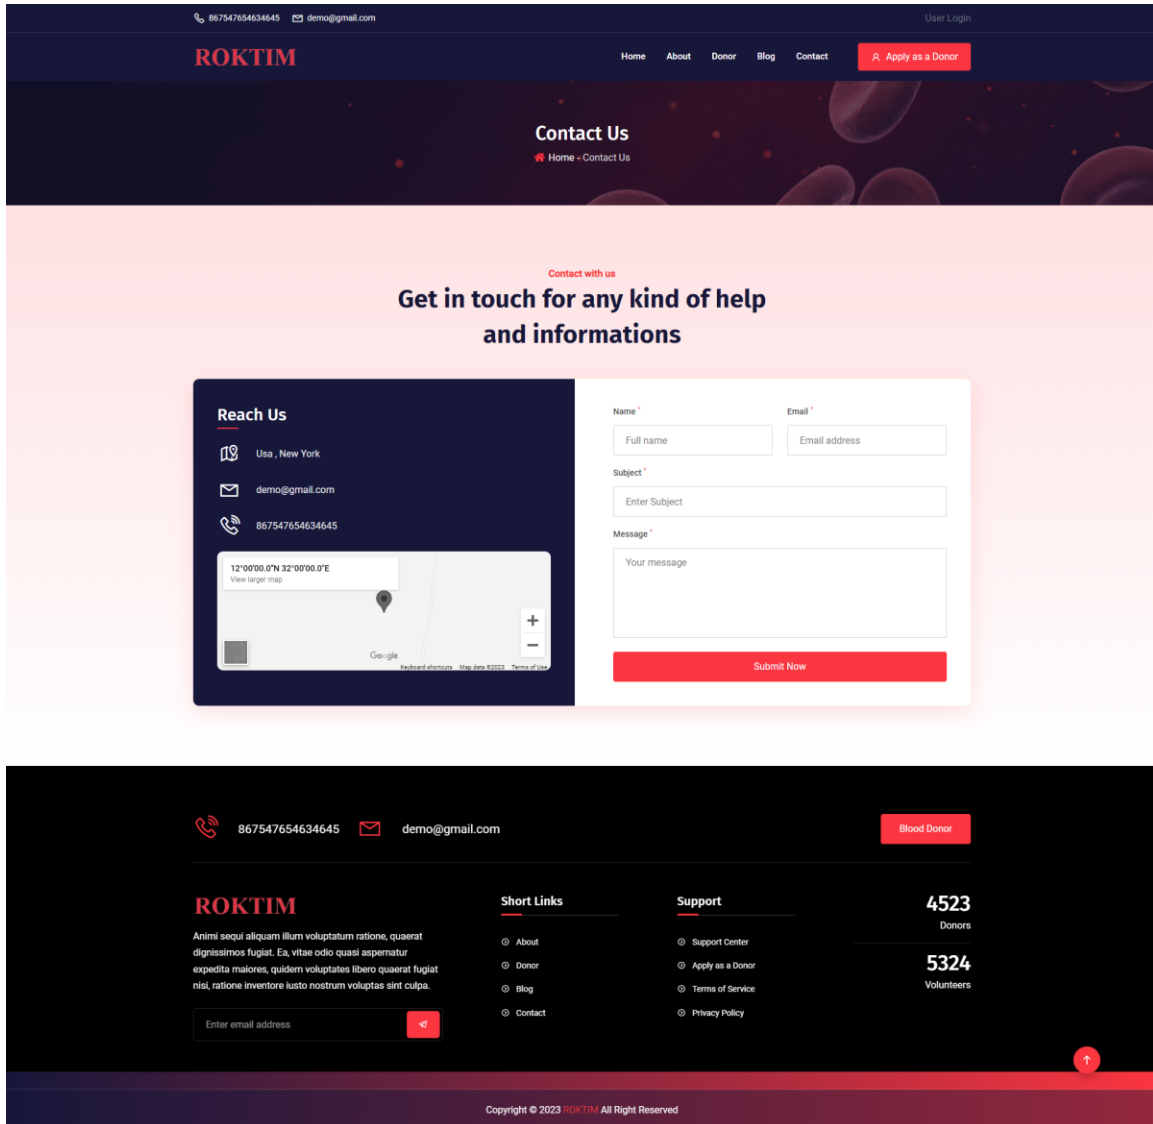 867547654634645 demo@gmail.com User Login
ROKTIM Home About Donor Blog Contact Apply as a Donor
Contact Us
Home - Contact Us
Contact with us
Get in touch for any kind of help
and informations
Reach Us
Usa , New York
demo@gmail.com
867547654634645
12°00'00.0"N 32°00'00.0"E
View larger map
Google
Keyboard shortcuts Map data ©2023 Terms of Use
Name * Email *
Full name Email address
Subject *
Enter Subject
Message *
Your message
Submit Now
867547654634645 demo@gmail.com Blood Donor
ROKTIM
Animi sequi aliquam illum voluptatum ratione, quaerat
dignissimos fugiat. Ea, vitae odio quasi aspernatur
expedita maiores, quidem voluptates libero quaerat fugiat
nisi, ratione inventore iusto nostrum voluptas sint culpa.
Enter email address
Short Links
About
Donor
Blog
Contact
Support
Support Center
Apply as a Donor
Terms of Service
Privacy Policy
4523
Donors
5324
Volunteers
Copyright © 2023 ROKTIM All Right Reserved